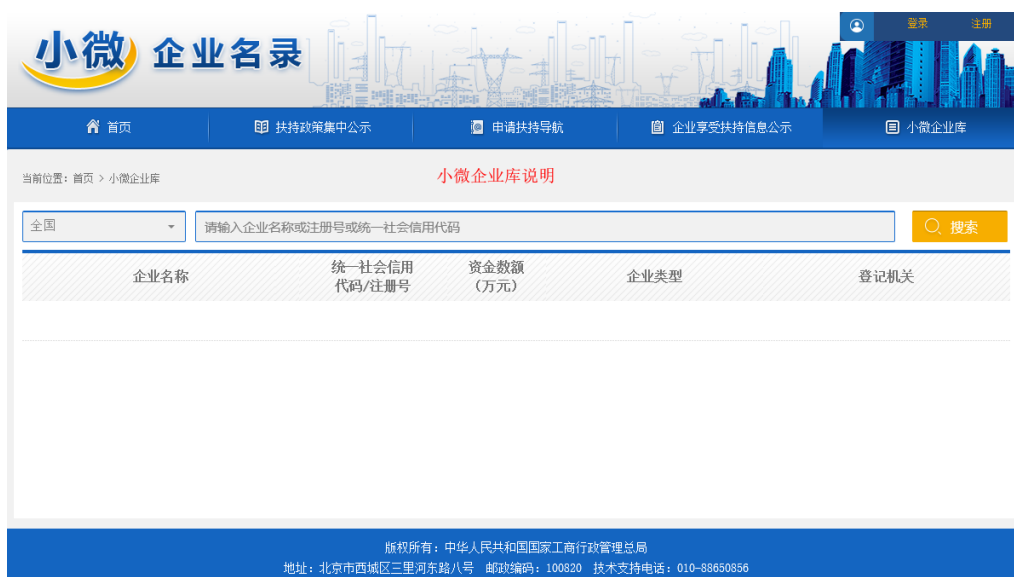 小微企业名录
登录 注册
首页 扶持政策集中公示 申请扶持导航 企业享受扶持信息公示 小微企业库
当前位置：首页 > 小微企业库
小微企业库说明
全国 请输入企业名称或注册号或统一社会信用代码 搜索
企业名称 统一社会信用代码/注册号 资金数额（万元） 企业类型 登记机关
版权所有：中华人民共和国国家工商行政管理总局
地址：北京市西城区三里河东路八号 邮政编码：100820 技术支持电话：010-88650856